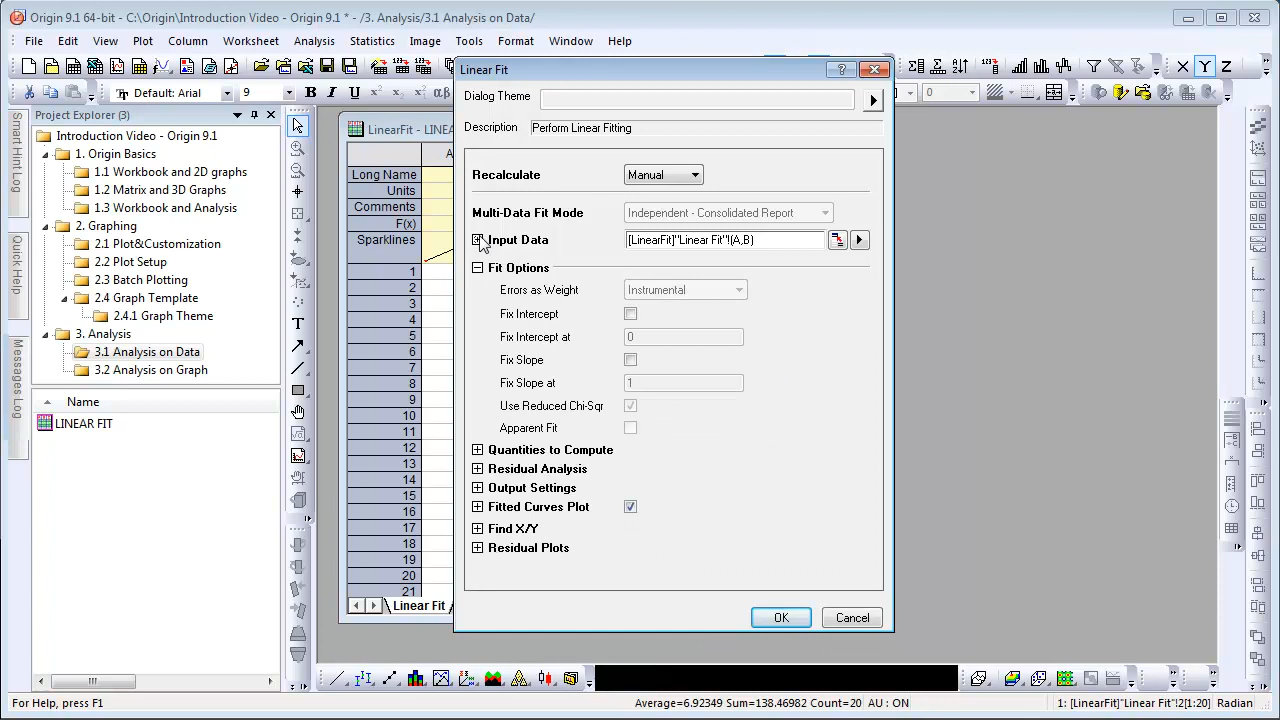 Origin 9.1 64-bit - C:\Origin\Introduction Video - Origin 9.1 * - /3. Analysis/3.1 Analysis on Data/
File Edit View Plot Column Worksheet Analysis Statistics Image Tools Format Window Help
Default: Arial 9 B I U
0
X Y Z
Project Explorer (3)
Smart Hint Log
Quick Help
Messages Log
Introduction Video - Origin 9.1
1. Origin Basics
1.1 Workbook and 2D graphs
1.2 Matrix and 3D Graphs
1.3 Workbook and Analysis
2. Graphing
2.1 Plot&Customization
2.2 Plot Setup
2.3 Batch Plotting
2.4 Graph Template
2.4.1 Graph Theme
3. Analysis
3.1 Analysis on Data
3.2 Analysis on Graph
Name
LINEAR FIT
LinearFit - LINE
Long Name
Units
Comments
F(x)
Sparklines
1
2
3
4
5
6
7
8
9
10
11
12
13
14
15
16
17
18
19
20
21
Linear Fit
Linear Fit
Dialog Theme
Description Perform Linear Fitting
Recalculate Manual
Multi-Data Fit Mode Independent - Consolidated Report
Input Data [LinearFit]"Linear Fit"!(A,B)
Fit Options
Errors as Weight Instrumental
Fix Intercept
Fix Intercept at 0
Fix Slope
Fix Slope at 1
Use Reduced Chi-Sqr
Apparent Fit
Quantities to Compute
Residual Analysis
Output Settings
Fitted Curves Plot
Find X/Y
Residual Plots
OK Cancel
For Help, press F1
Average=6.92349 Sum=138.46982 Count=20 AU : ON
1: [LinearFit]"Linear Fit"!2[1:20] Radian